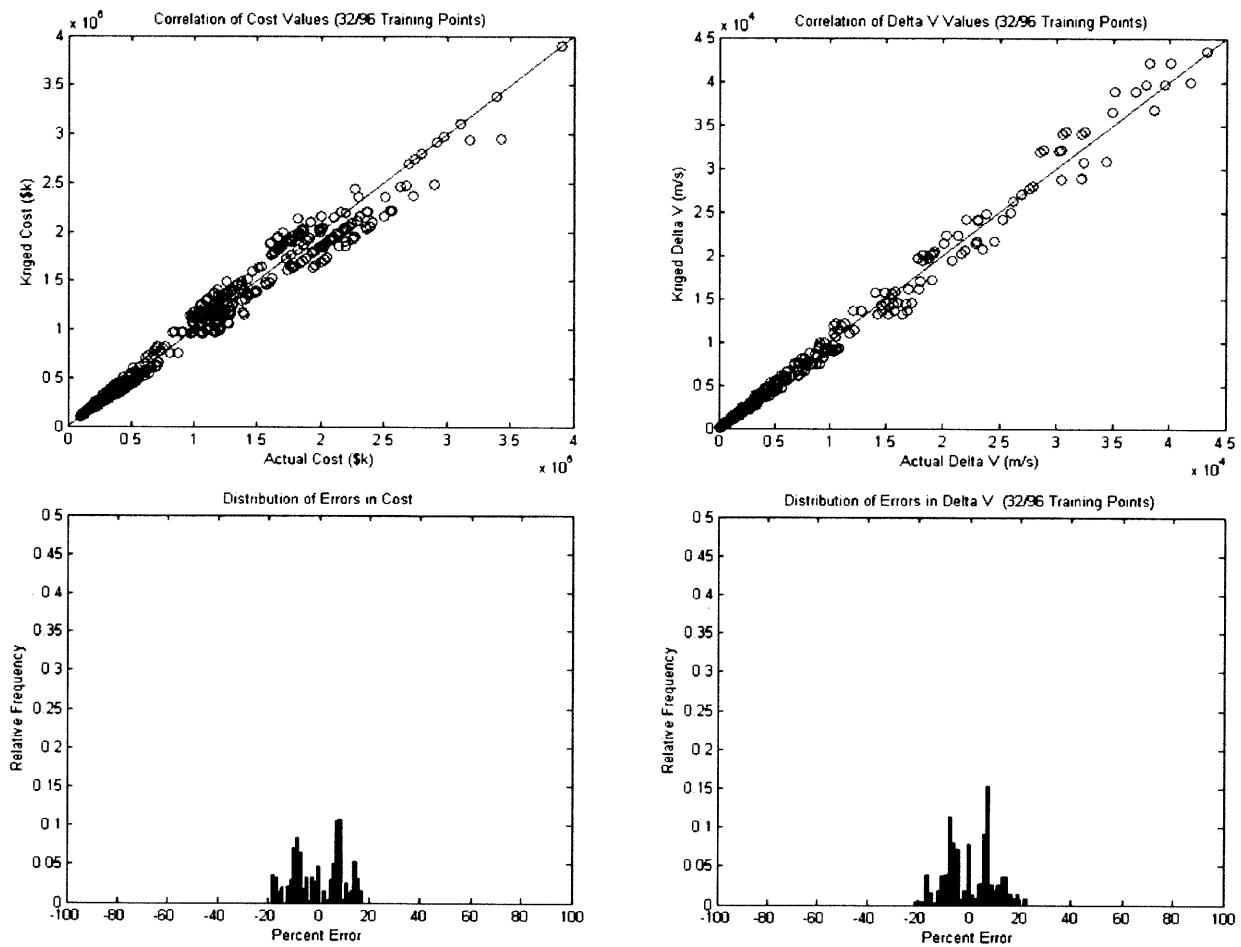 x 10^6
Correlation of Cost Values (32/96 Training Points)
4
3 5
3
2 5
2
1 5
1
0 5
0
Kriged Cost ($k)
0 0 5 1 1 5 2 2 5 3 3 5 4
Actual Cost ($k)
x 10^6
x 10^4
Correlation of Delta V Values (32/96 Training Points)
4 5
4
3 5
3
2 5
2
1 5
1
0 5
0
Kriged Delta V (m/s)
0 0 5 1 1 5 2 2 5 3 3 5 4 4 5
Actual Delta V (m/s)
x 10^4
Distribution of Errors in Cost
0 5
0 45
0 4
0 35
0 3
0 25
0 2
0 15
0 1
0 05
0
Relative Frequency
-100 -80 -60 -40 -20 0 20 40 60 80 100
Percent Error
Distribution of Errors in Delta V (32/96 Training Points)
0 5
0 45
0 4
0 35
0 3
0 25
0 2
0 15
0 1
0 05
0
Relative Frequency
-100 -80 -60 -40 -20 0 20 40 60 80 100
Percent Error